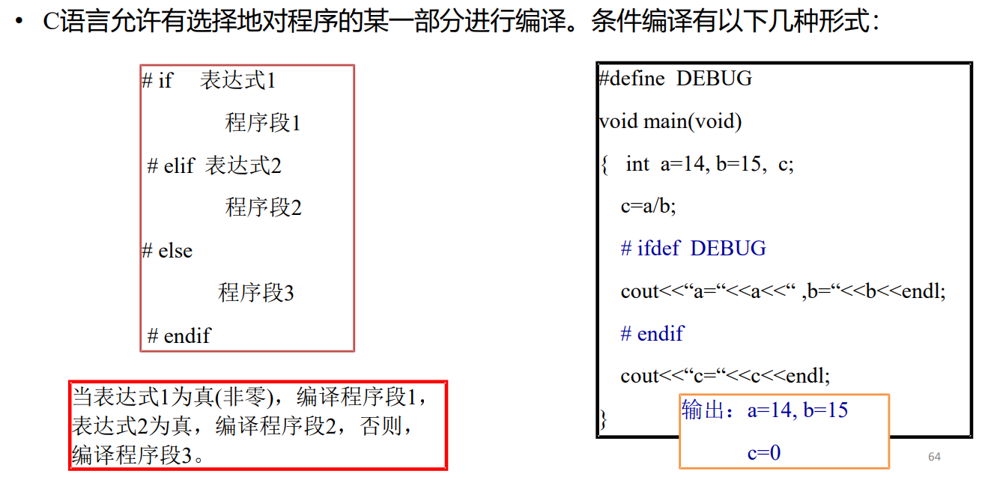 • C语言允许有选择地对程序的某一部分进行编译。条件编译有以下几种形式：
# if 表达式1
程序段1
# elif 表达式2
程序段2
# else
程序段3
# endif
当表达式1为真(非零)，编译程序段1，
表达式2为真，编译程序段2，否则，
编译程序段3。
#define DEBUG
void main(void)
{ int a=14, b=15, c;
c=a/b;
# ifdef DEBUG
cout<<“a=“<<a<<“ ,b=“<<b<<endl;
# endif
cout<<“c=“<<c<<endl;
}
输出：a=14, b=15
c=0
64